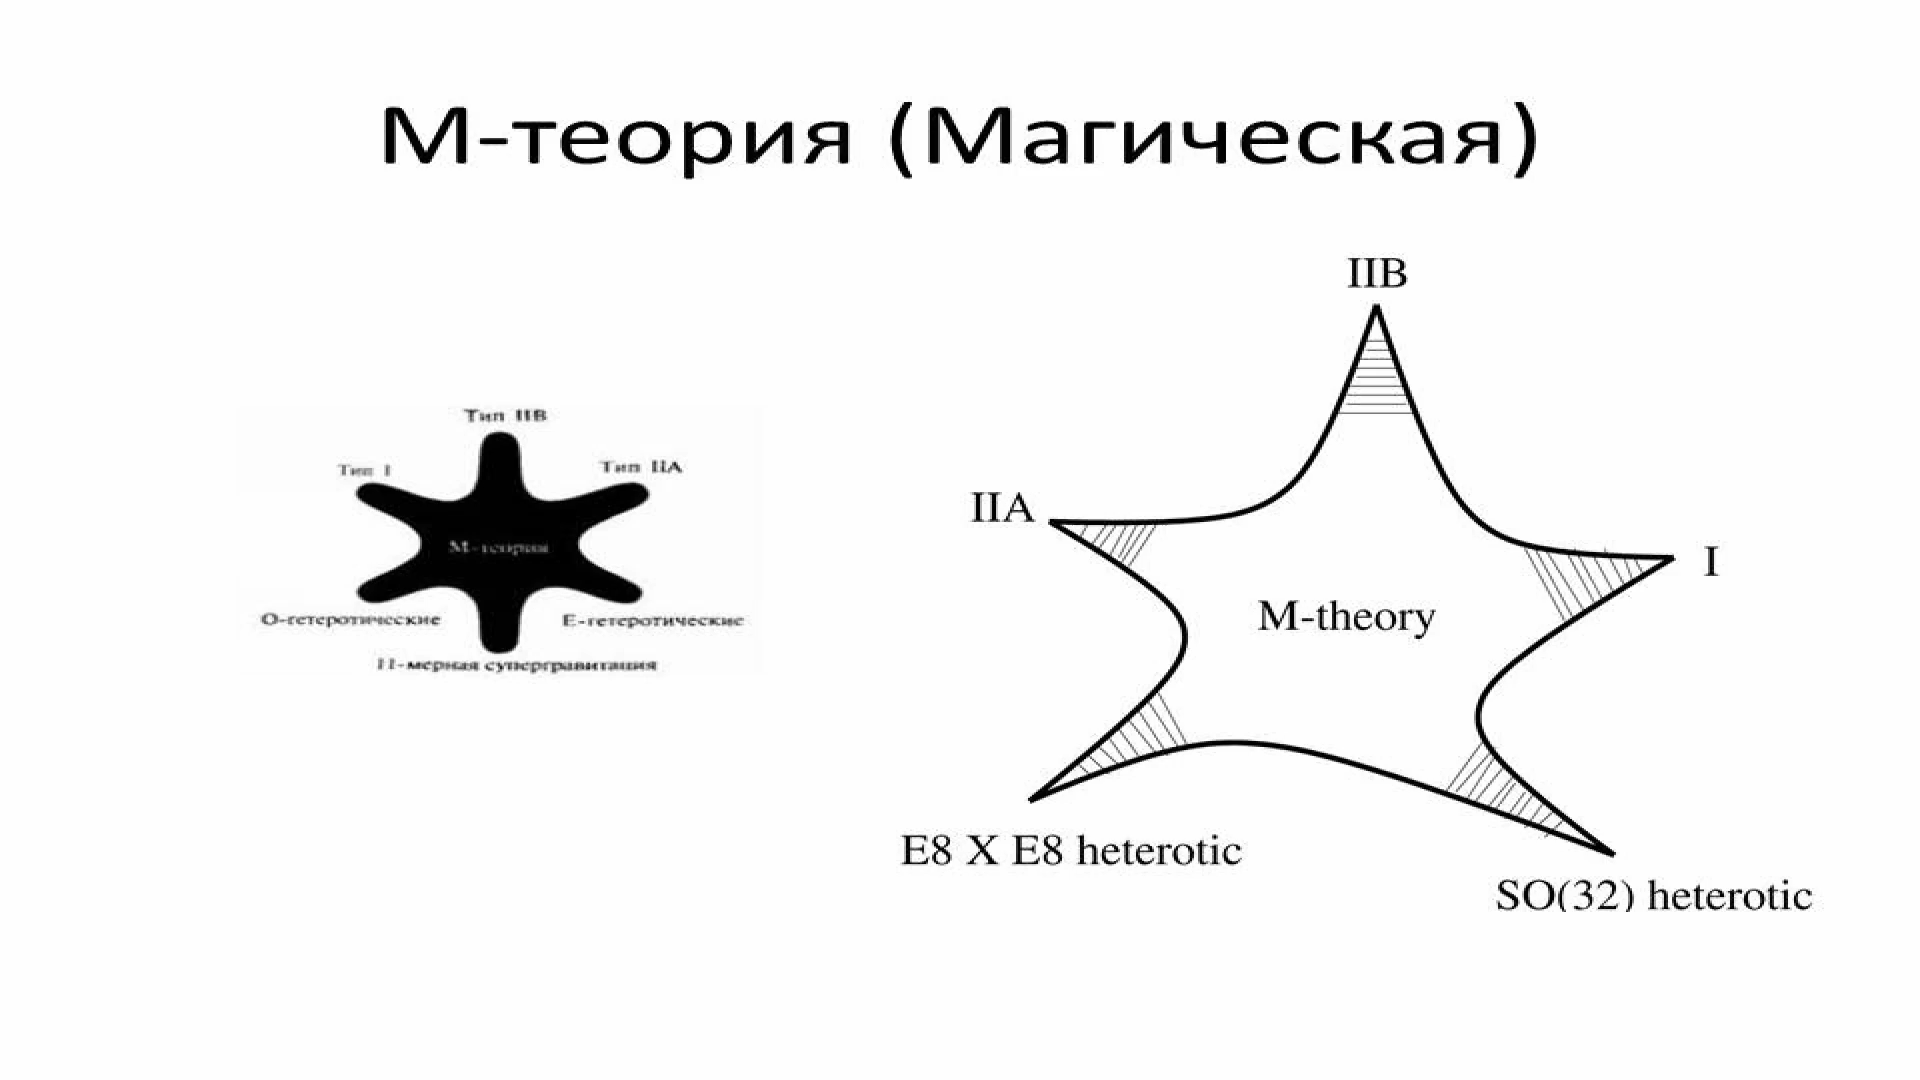 М-теория (Магическая)
Тип IIB
Тип I
Тип IIA
М-теория
О-гетеротические
Е-гетеротические
11-мерная супергравитация
IIB
IIA
I
M-theory
E8 X E8 heterotic
SO(32) heterotic